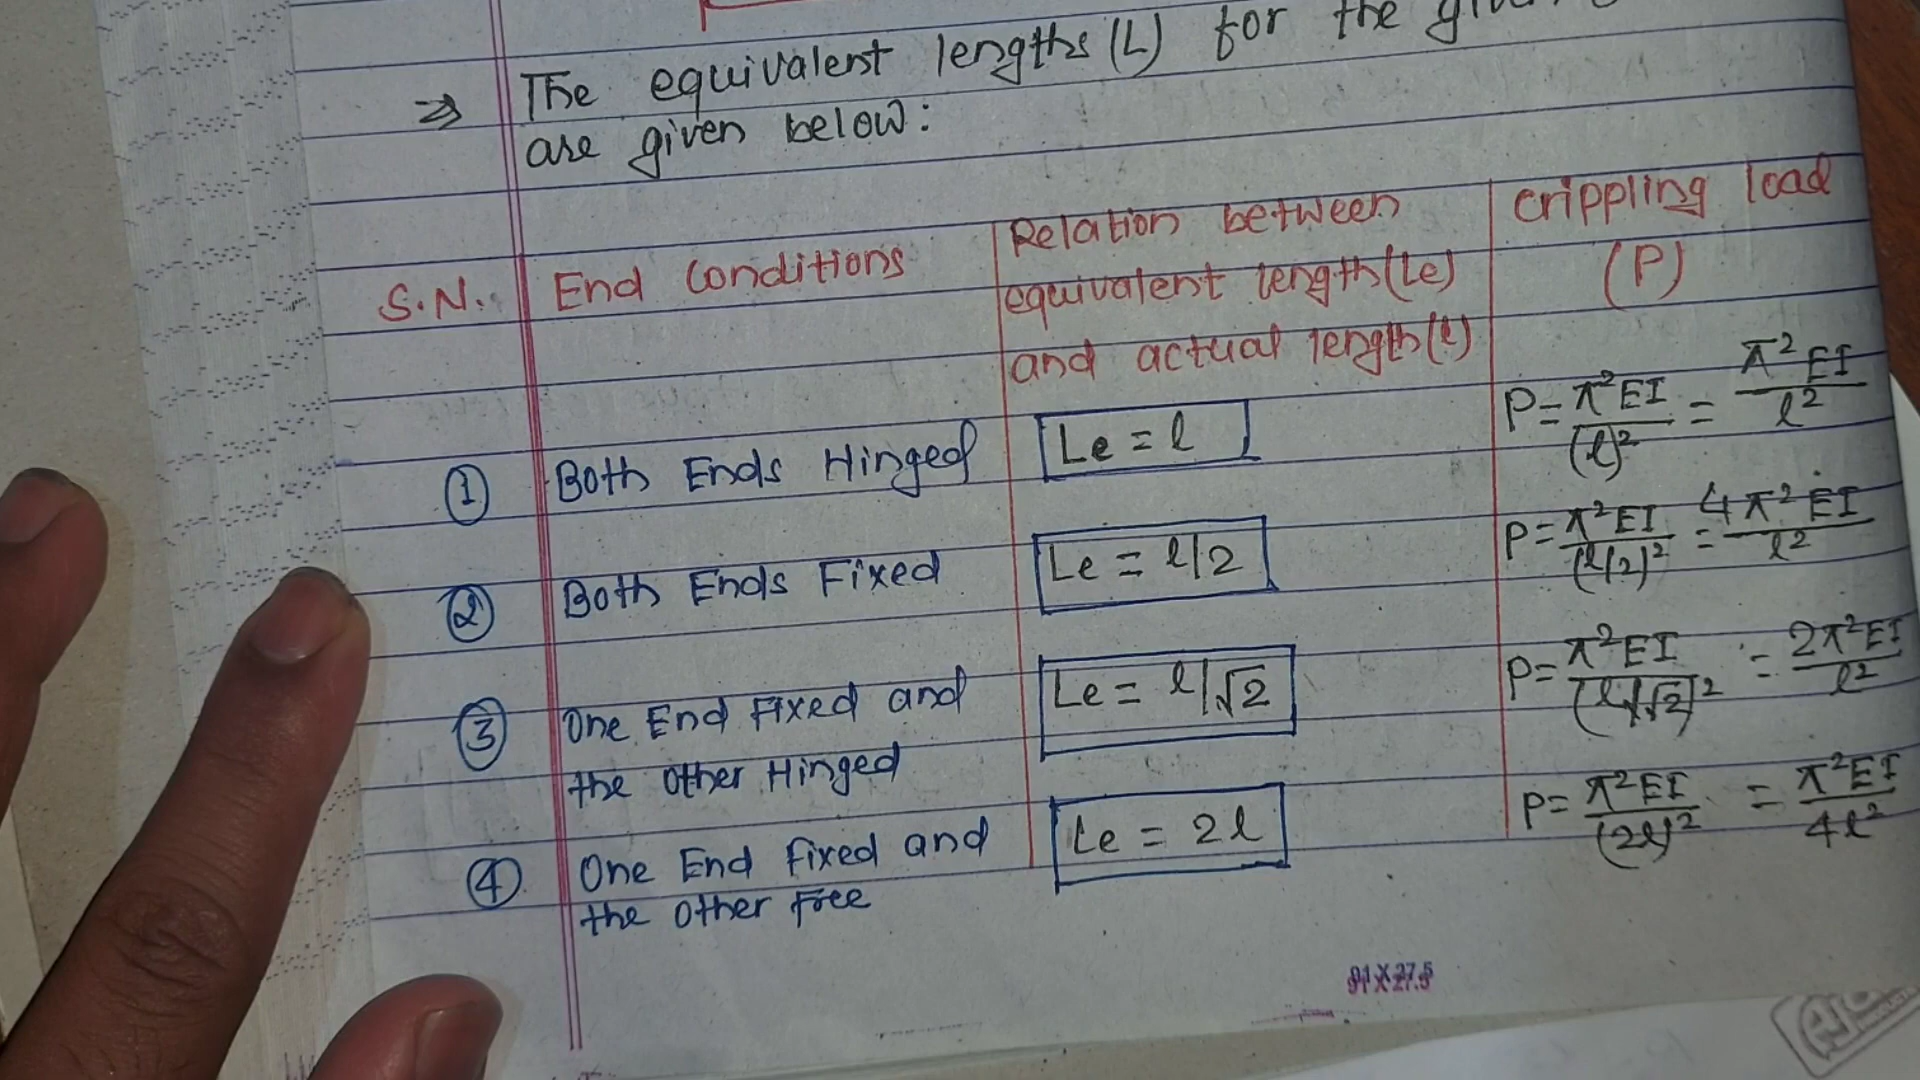 The equivalent lengths (L) for the
are given below:
S.N. End Conditions Relation between equivalent length (Le) and actual length (l) Crippling load (P)
① Both Ends Hinged Le = l P = π²EI/(l)² = π²EI/l²
② Both Ends Fixed Le = l/2 P = π²EI/(l/2)² = 4π²EI/l²
③ One End Fixed and the other Hinged Le = l/√2 P = π²EI/(l/√2)² = 2π²EI/l²
④ One End Fixed and the other free Le = 2l P = π²EI/(2l)² = π²EI/4l²